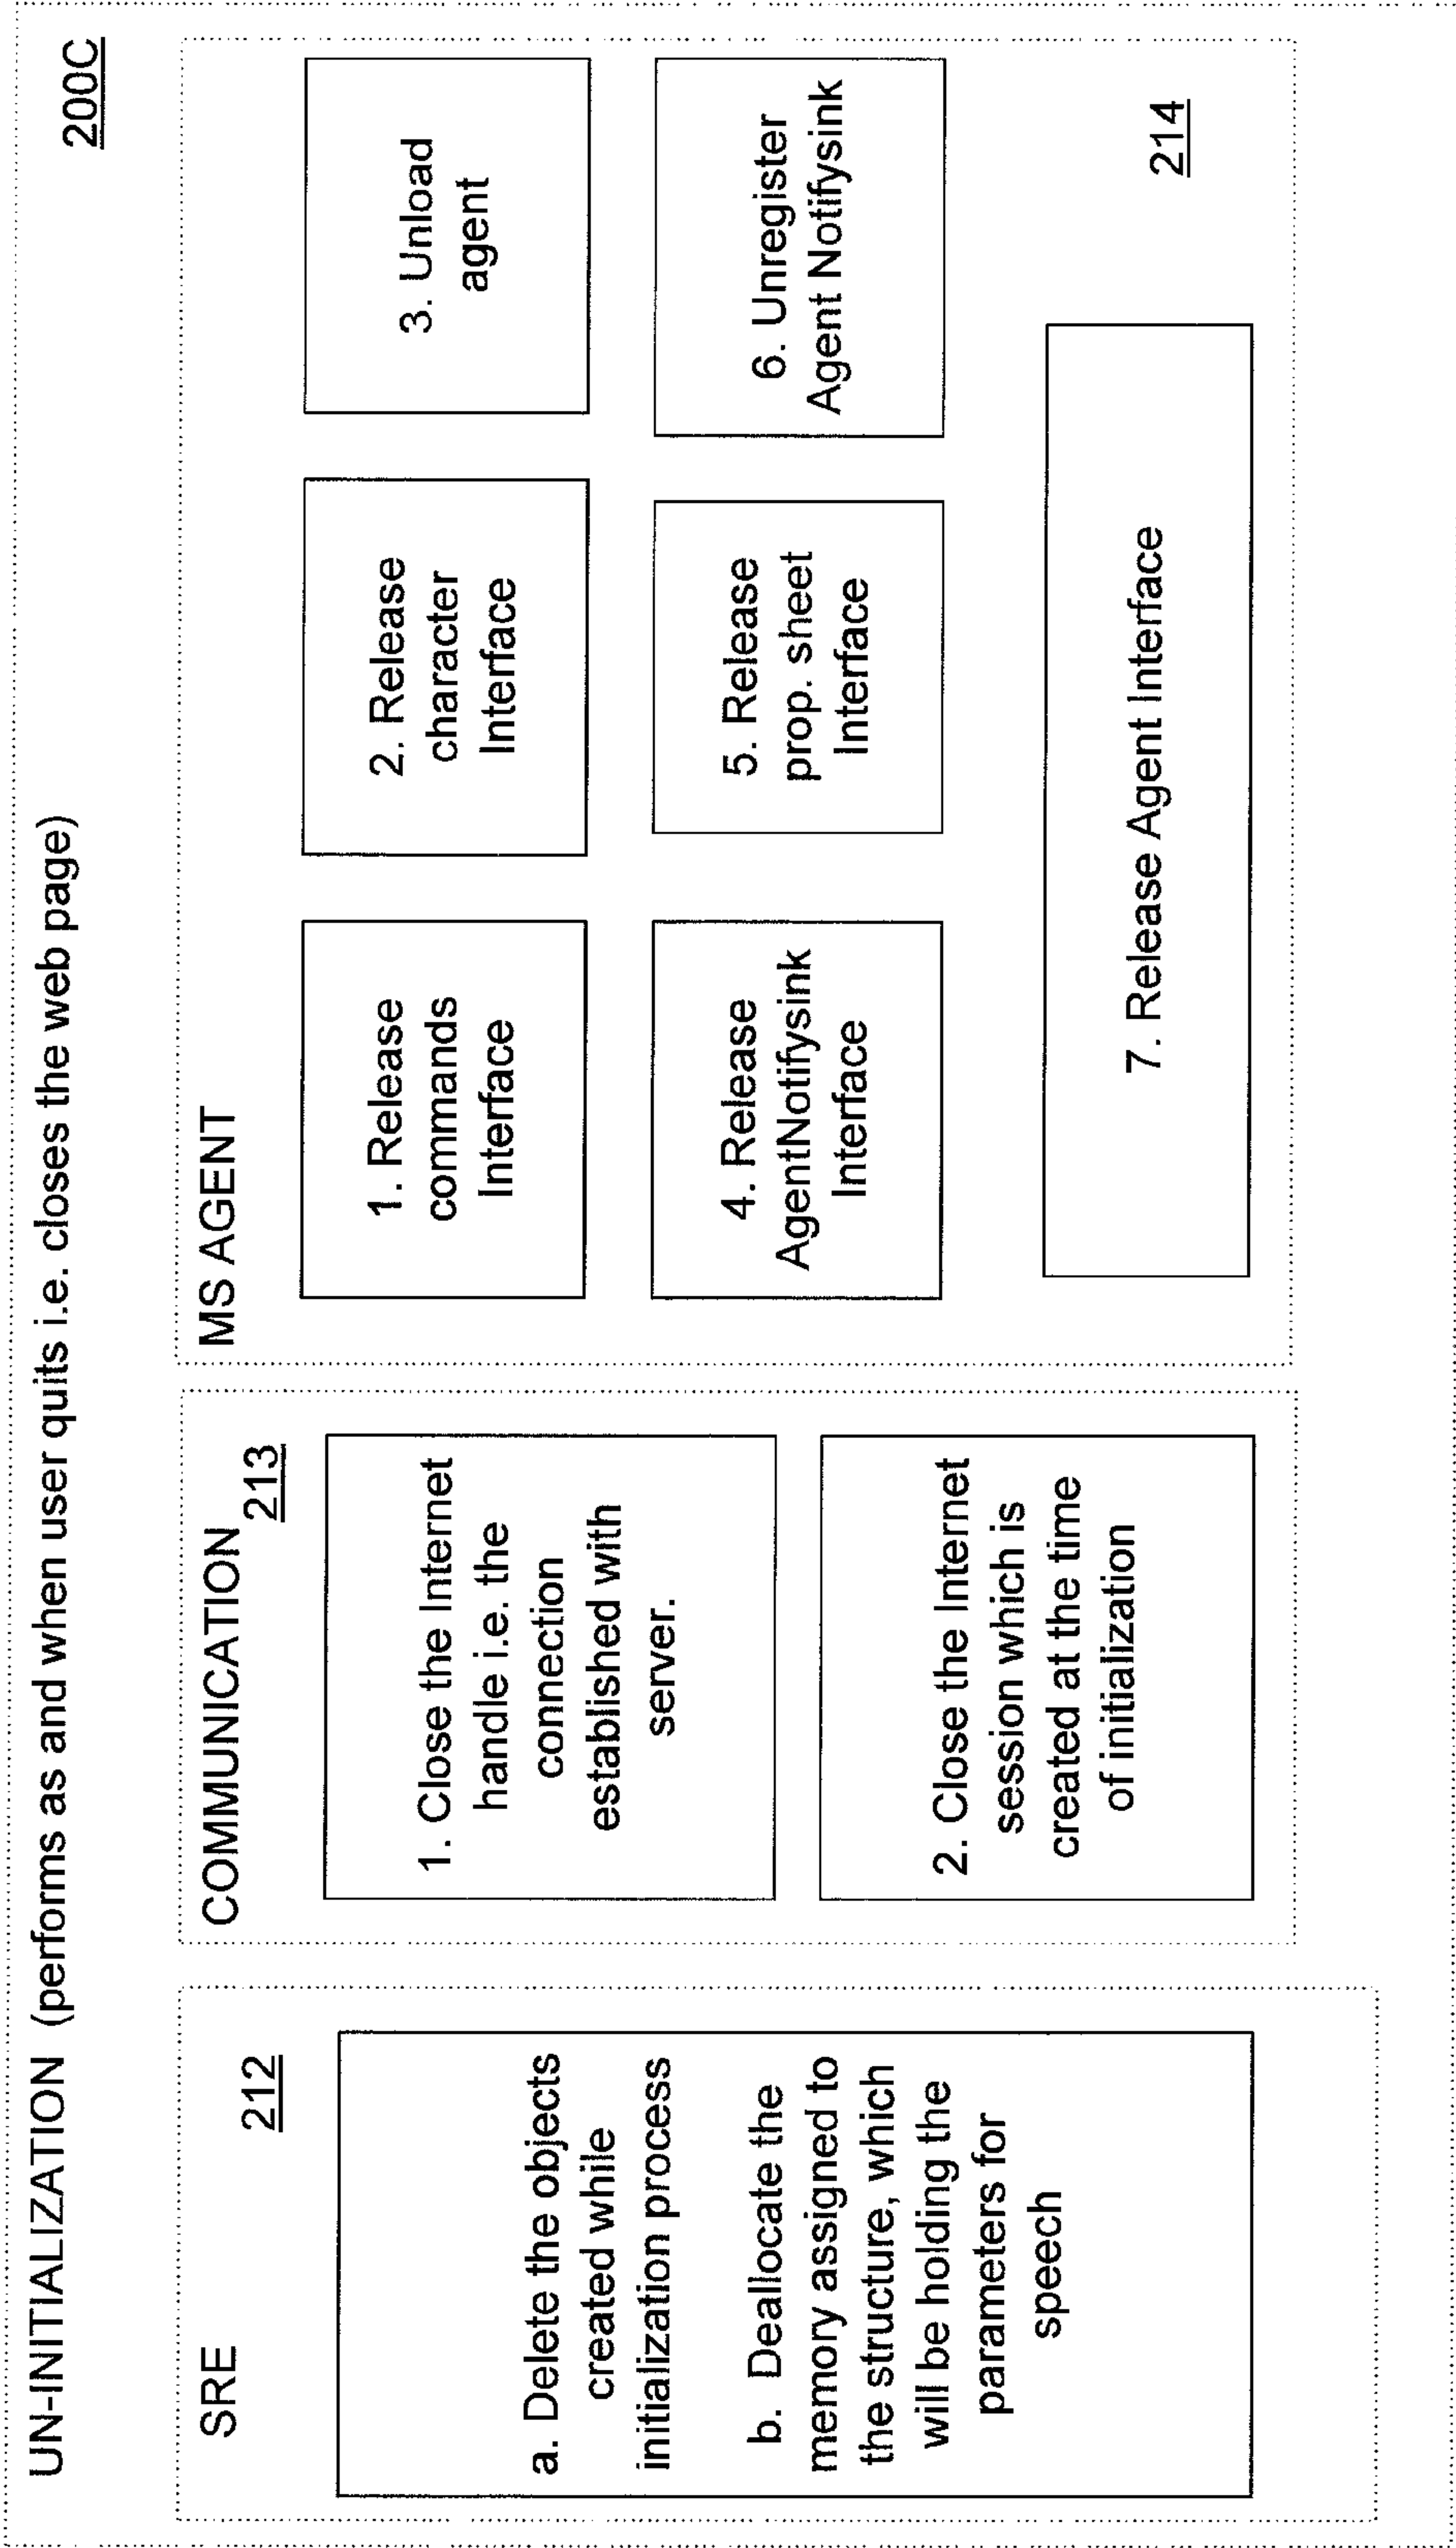 UN-INITIALIZATION (performs as and when user quits i.e. closes the web page)
200C
SRE
212
a. Delete the objects
created while
initialization process
b. Deallocate the
memory assigned to
the structure, which
will be holding the
parameters for
speech
COMMUNICATION
213
1. Close the Internet
handle i.e. the
connection
established with
server.
2. Close the Internet
session which is
created at the time
of initialization
MS AGENT
1. Release
commands
Interface
2. Release
character
Interface
3. Unload
agent
4. Release
AgentNotifysink
Interface
5. Release
prop. sheet
Interface
6. Unregister
Agent Notifysink
7. Release Agent Interface
214